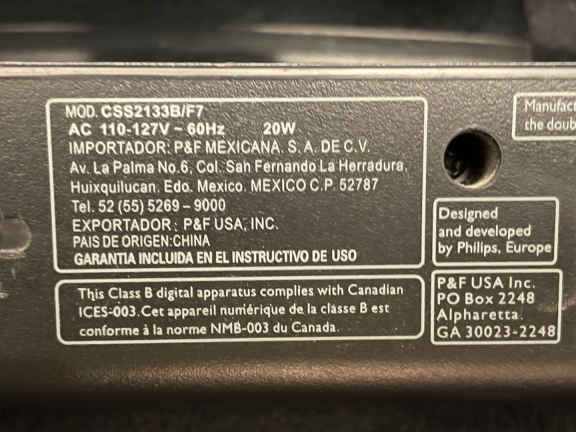 MOD. CSS2133B/F7
AC 110-127V ~ 60Hz 20W
IMPORTADOR: P&F MEXICANA. S. A. DE C.V.
Av. La Palma No.6, Col. Sah Fernando La Herradura,
Huixquilucan. Edo. Mexico. MEXICO C.P. 52787
Tel. 52 (55) 5269 - 9000
EXPORTADOR : P&F USA, INC.
PAIS DE ORIGEN:CHINA
GARANTIA INCLUIDA EN EL INSTRUCTIVO DE USO
This Class B digital apparatus complies with Canadian
ICES-003. Cet appareil numérique de la classe B est
conforme à la norme NMB-003 du Canada.
Manufact
the doub
Designed
and developed
by Philips, Europe
P&F USA Inc.
PO Box 2248
Alpharetta.
GA 30023-2248